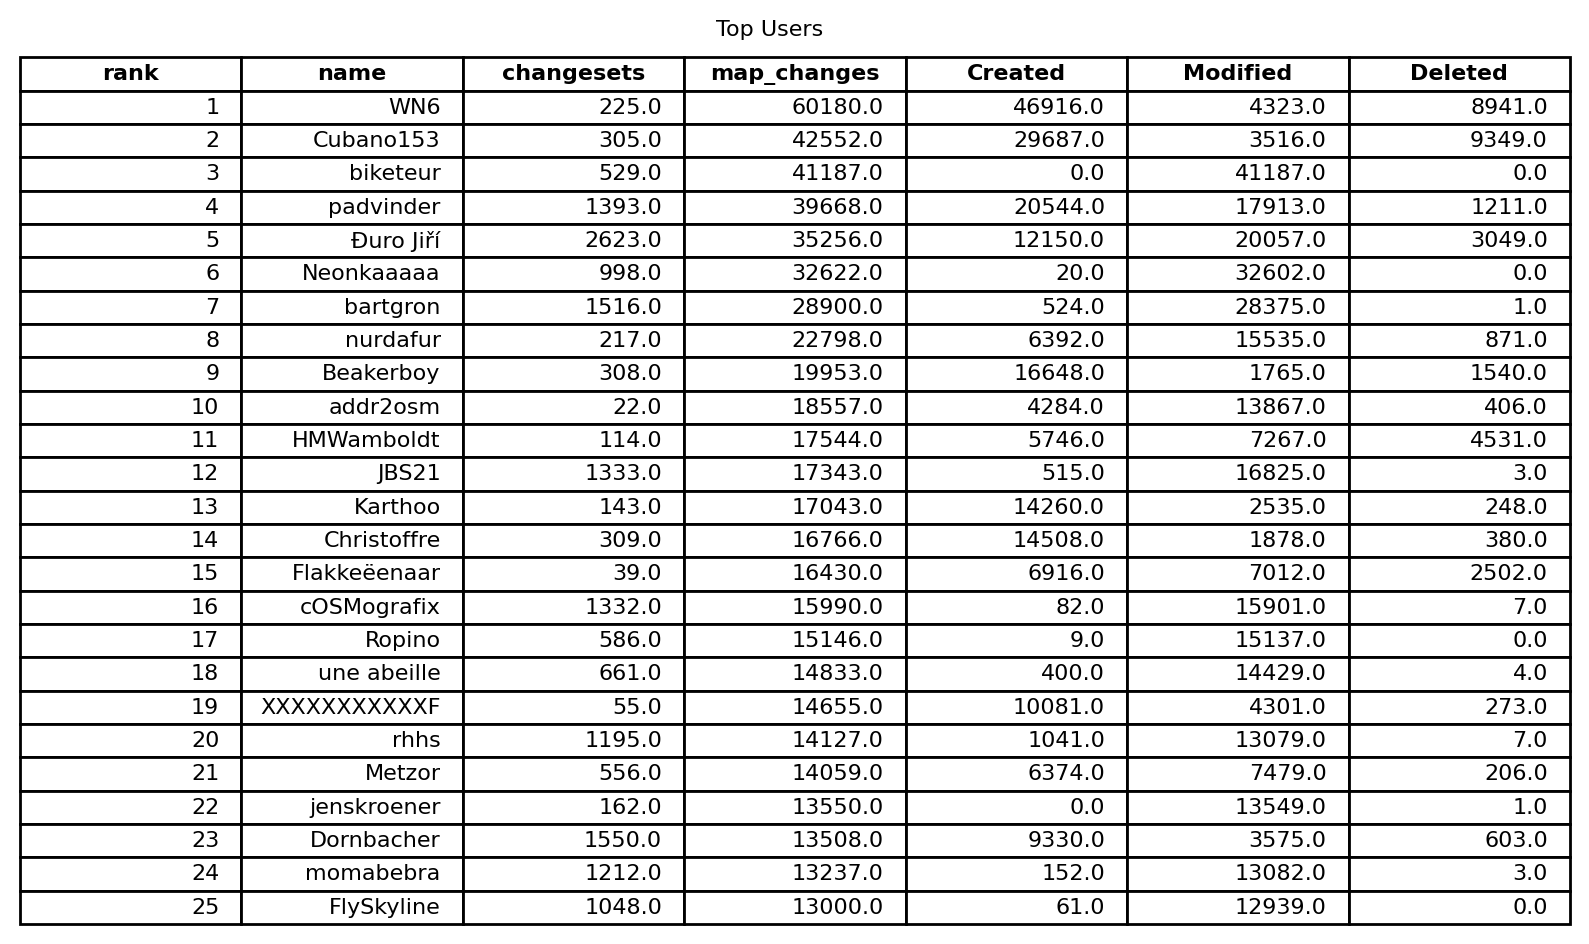 Top Users
rank name changesets map_changes Created Modified Deleted
1 WN6 225.0 60180.0 46916.0 4323.0 8941.0
2 Cubano153 305.0 42552.0 29687.0 3516.0 9349.0
3 biketeur 529.0 41187.0 0.0 41187.0 0.0
4 padvinder 1393.0 39668.0 20544.0 17913.0 1211.0
5 Đuro Jiří 2623.0 35256.0 12150.0 20057.0 3049.0
6 Neonkaaaaa 998.0 32622.0 20.0 32602.0 0.0
7 bartgron 1516.0 28900.0 524.0 28375.0 1.0
8 nurdafur 217.0 22798.0 6392.0 15535.0 871.0
9 Beakerboy 308.0 19953.0 16648.0 1765.0 1540.0
10 addr2osm 22.0 18557.0 4284.0 13867.0 406.0
11 HMWamboldt 114.0 17544.0 5746.0 7267.0 4531.0
12 JBS21 1333.0 17343.0 515.0 16825.0 3.0
13 Karthoo 143.0 17043.0 14260.0 2535.0 248.0
14 Christoffre 309.0 16766.0 14508.0 1878.0 380.0
15 Flakkeëenaar 39.0 16430.0 6916.0 7012.0 2502.0
16 cOSMografix 1332.0 15990.0 82.0 15901.0 7.0
17 Ropino 586.0 15146.0 9.0 15137.0 0.0
18 une abeille 661.0 14833.0 400.0 14429.0 4.0
19 XXXXXXXXXXXF 55.0 14655.0 10081.0 4301.0 273.0
20 rhhs 1195.0 14127.0 1041.0 13079.0 7.0
21 Metzor 556.0 14059.0 6374.0 7479.0 206.0
22 jenskroener 162.0 13550.0 0.0 13549.0 1.0
23 Dornbacher 1550.0 13508.0 9330.0 3575.0 603.0
24 momabebra 1212.0 13237.0 152.0 13082.0 3.0
25 FlySkyline 1048.0 13000.0 61.0 12939.0 0.0